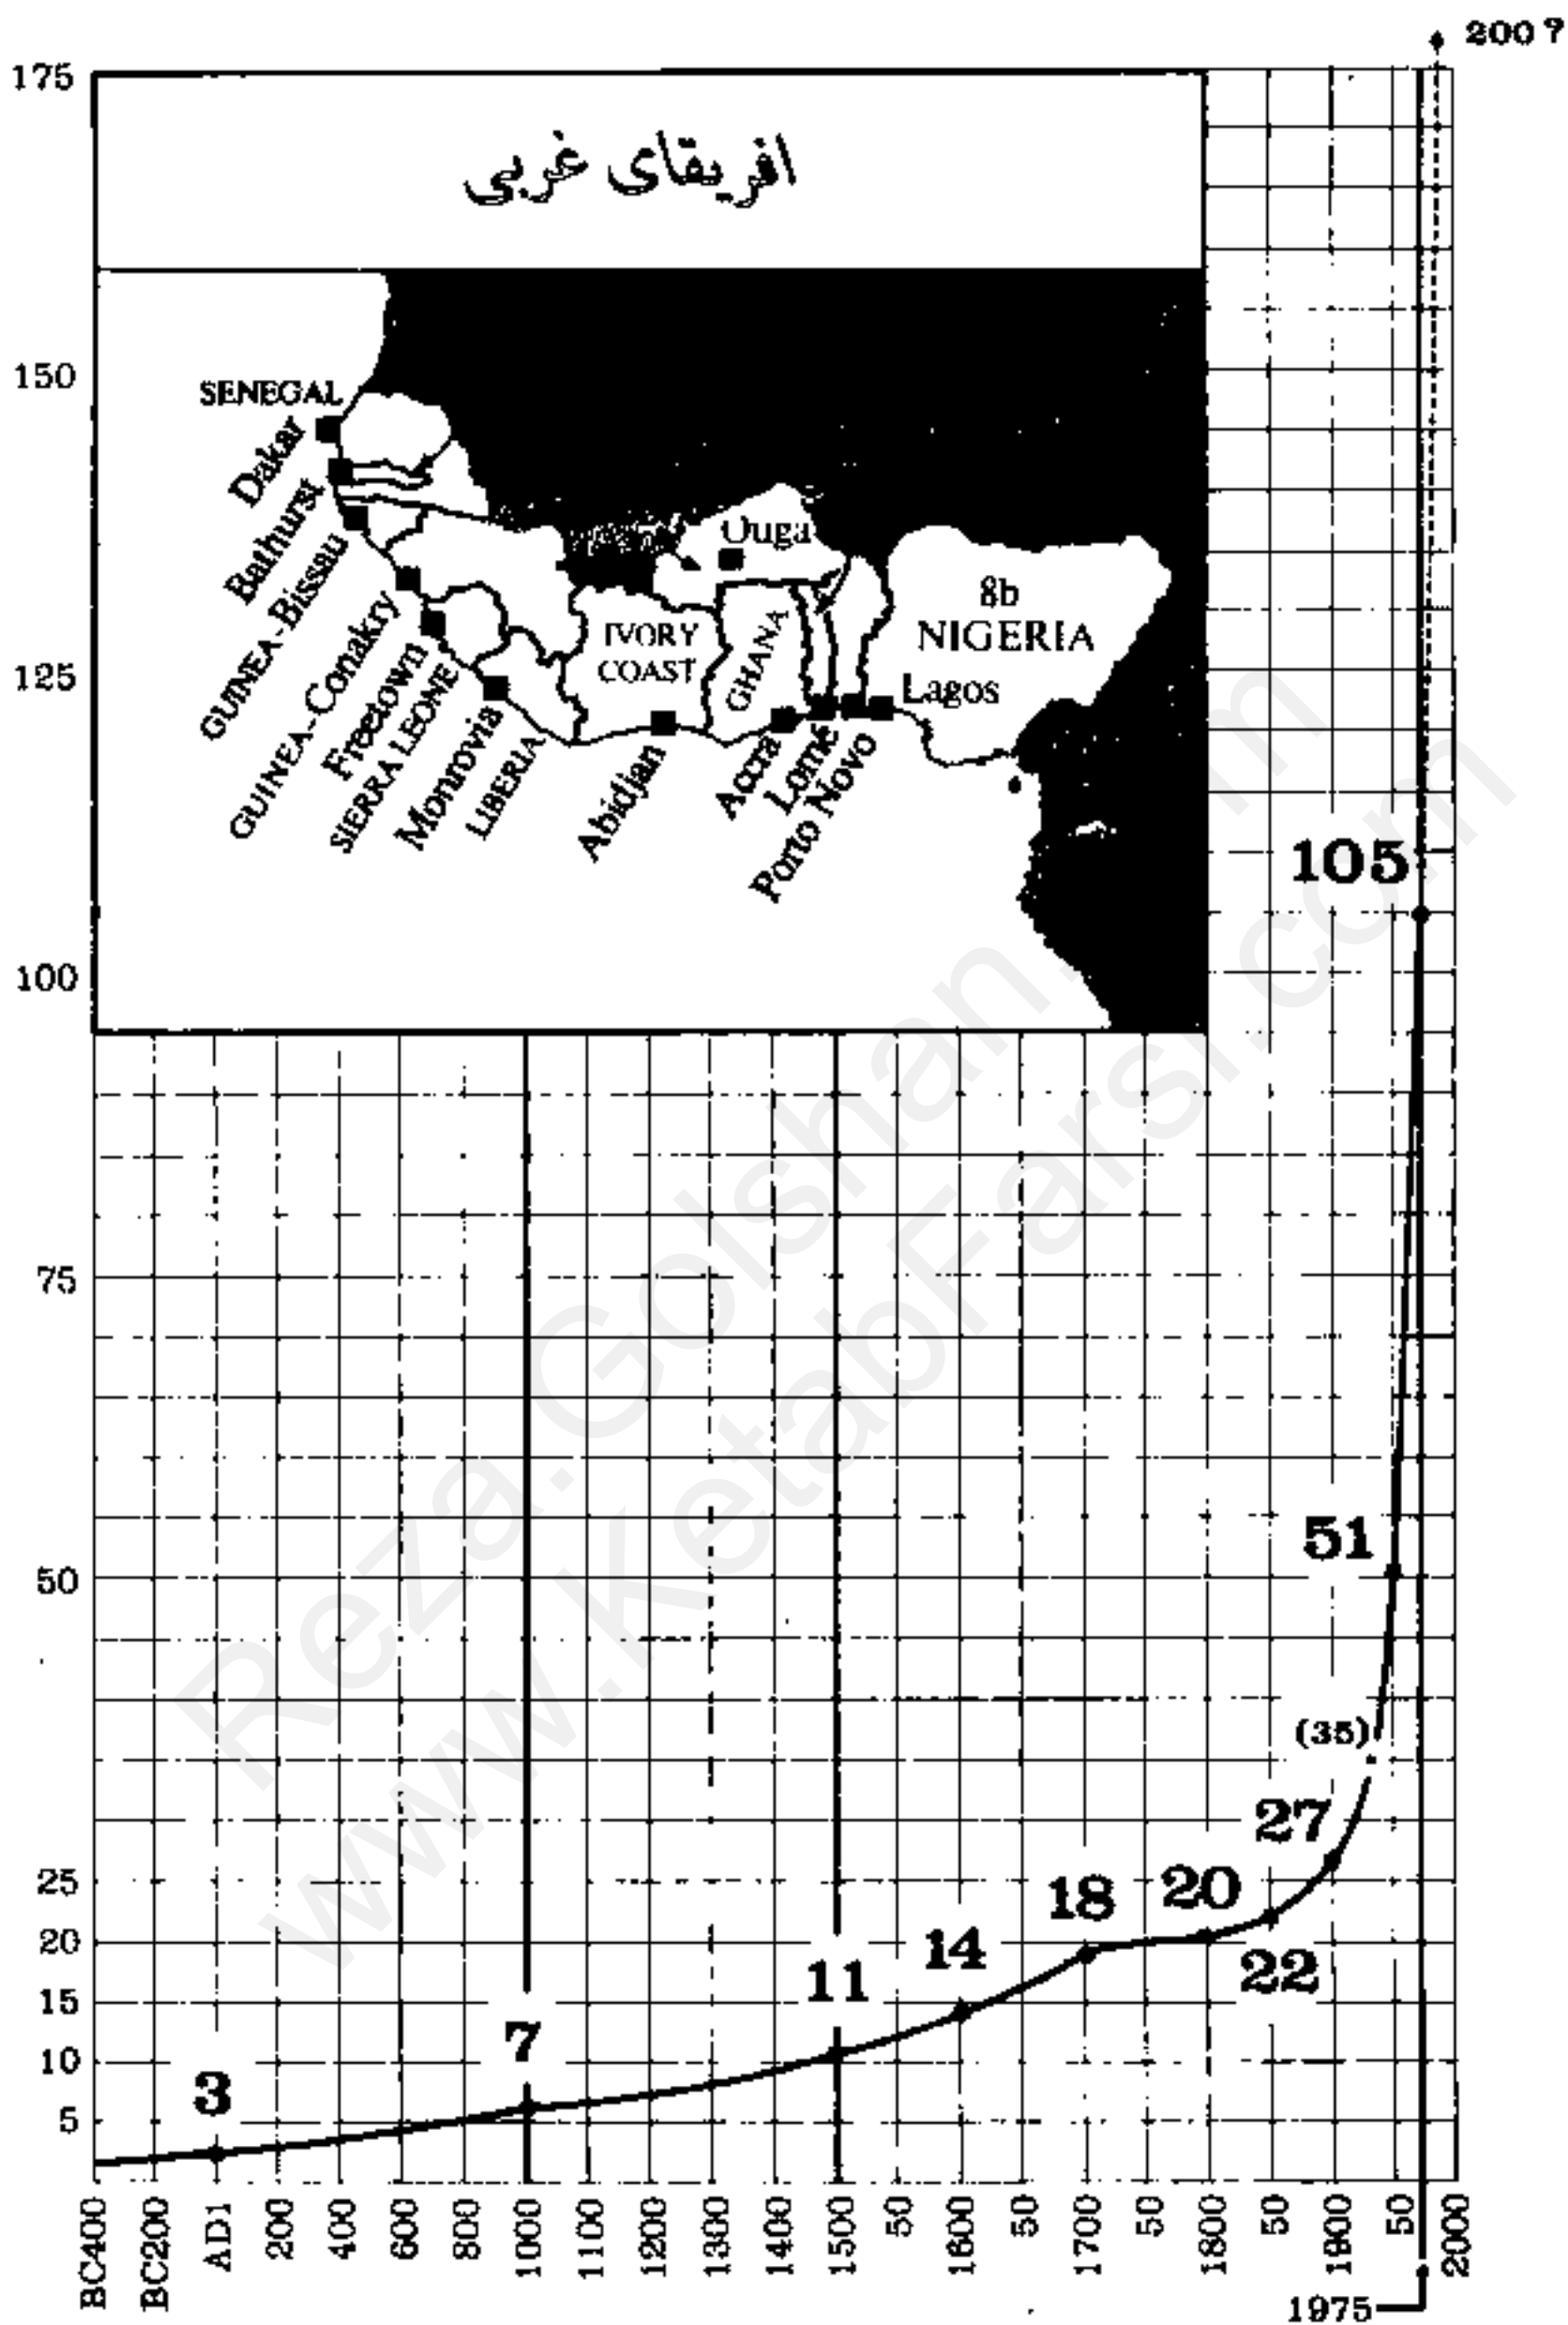 200?
175
افریقای غربی
150
SENEGAL
Dakar
Bathurst
GUINEA-Bissau
GUINEA-Conakry
Freetown
SIERRA LEONE
Monrovia
LIBERIA
IVORY
COAST
Abidjan
Ouga
GHANA
Accra
Lomé
Porto Novo
8b
NIGERIA
Lagos
125
105
100
75
51
50
(35)
27
25
20
18
20
22
15
14
11
10
7
5
3
BC400
BC200
AD1
200
400
600
800
1000
1100
1200
1300
1400
1500
50
1600
50
1700
50
1800
50
1900
50
2000
1975
Reza.Golshan.com
www.KetabFarsi.com